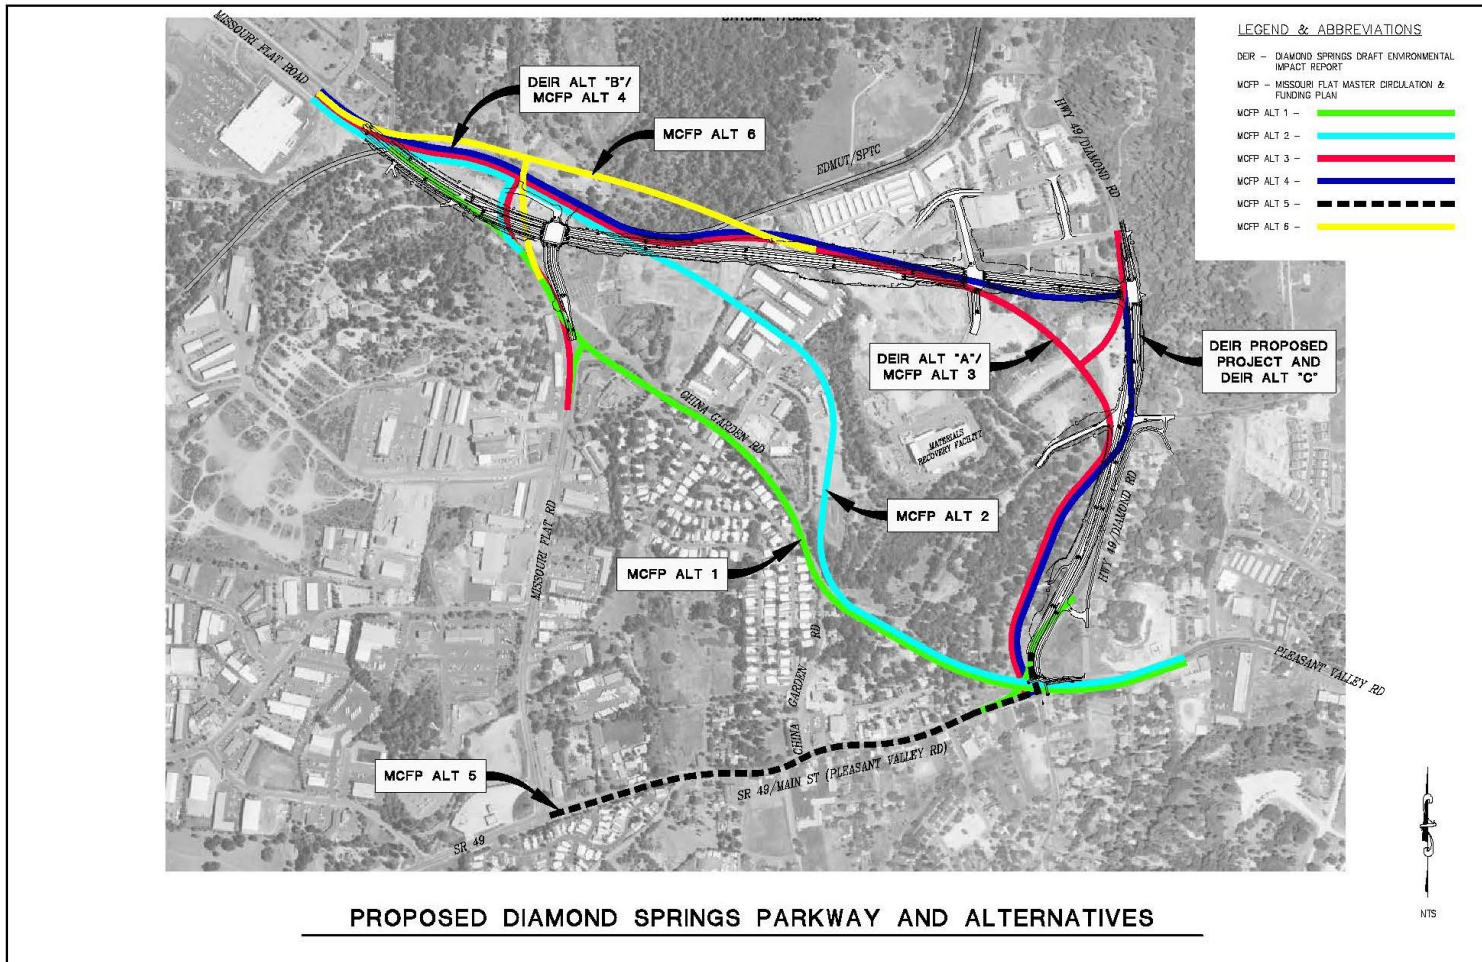 MISSOURI FLAT ROAD
LEGEND & ABBREVIATIONS
DEIR – DIAMOND SPRINGS DRAFT ENVIRONMENTAL
IMPACT REPORT
MCFP – MISSOURI FLAT MASTER CIRCULATION &
FUNDING PLAN
MCFP ALT 1 –
MCFP ALT 2 –
MCFP ALT 3 –
MCFP ALT 4 –
MCFP ALT 5 –
MCFP ALT 6 –
DEIR ALT "B"/
MCFP ALT 4
MCFP ALT 6
EDMUT/SPTC
HWY 49/DIAMOND RD
DEIR ALT "A"/
MCFP ALT 3
DEIR PROPOSED
PROJECT AND
DEIR ALT "C"
CHINA GARDEN RD
MATERIALS
RECOVERY FACILITY
MCFP ALT 2
MISSOURI FLAT RD
HWY 49/DIAMOND RD
MCFP ALT 1
CHINA GARDEN RD
PLEASANT VALLEY RD
MCFP ALT 5
SR 49/MAIN ST (PLEASANT VALLEY RD)
SR 49
NTS
PROPOSED DIAMOND SPRINGS PARKWAY AND ALTERNATIVES